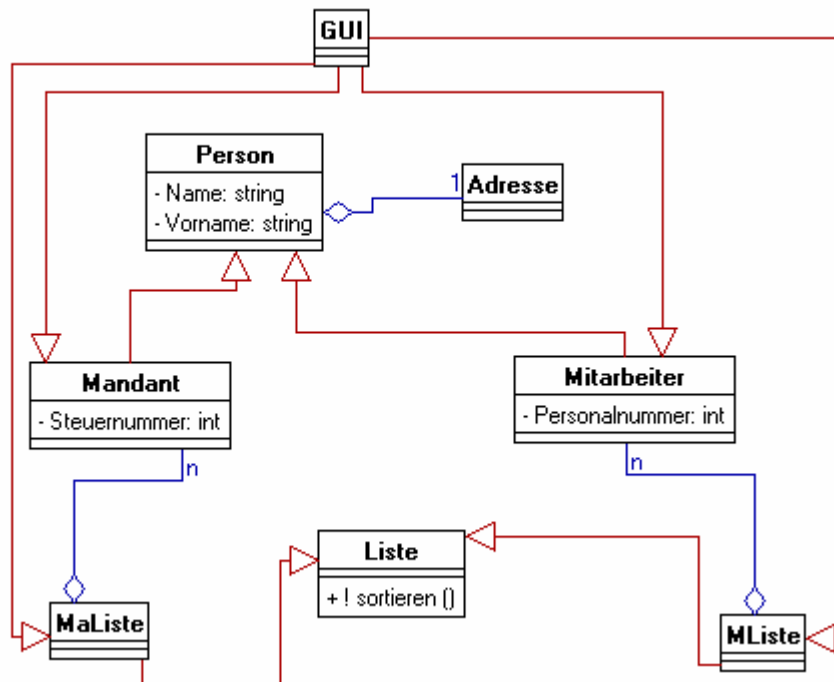 GUI
Person
- Name: string
- Vorname: string
1
Adresse
Mandant
- Steuernummer: int
Mitarbeiter
- Personalnummer: int
n
n
Liste
+ ! sortieren ()
MaListe
MListe